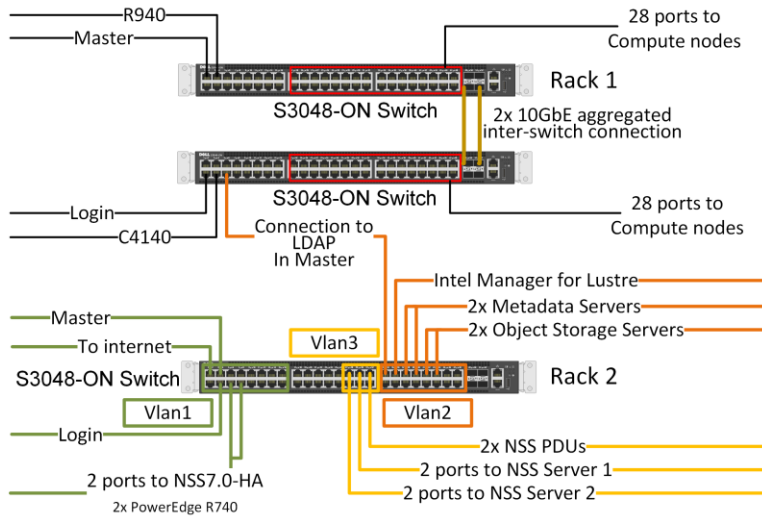 R940
Master
28 ports to
Compute nodes
Rack 1
S3048-ON Switch
2x 10GbE aggregated
inter-switch connection
S3048-ON Switch
Login
C4140
Connection to
LDAP
In Master
28 ports to
Compute nodes
Intel Manager for Lustre
2x Metadata Servers
2x Object Storage Servers
Master
To internet
Vlan3
S3048-ON Switch
Rack 2
Vlan1
Vlan2
Login
2x NSS PDUs
2 ports to NSS7.0-HA
2x PowerEdge R740
2 ports to NSS Server 1
2 ports to NSS Server 2